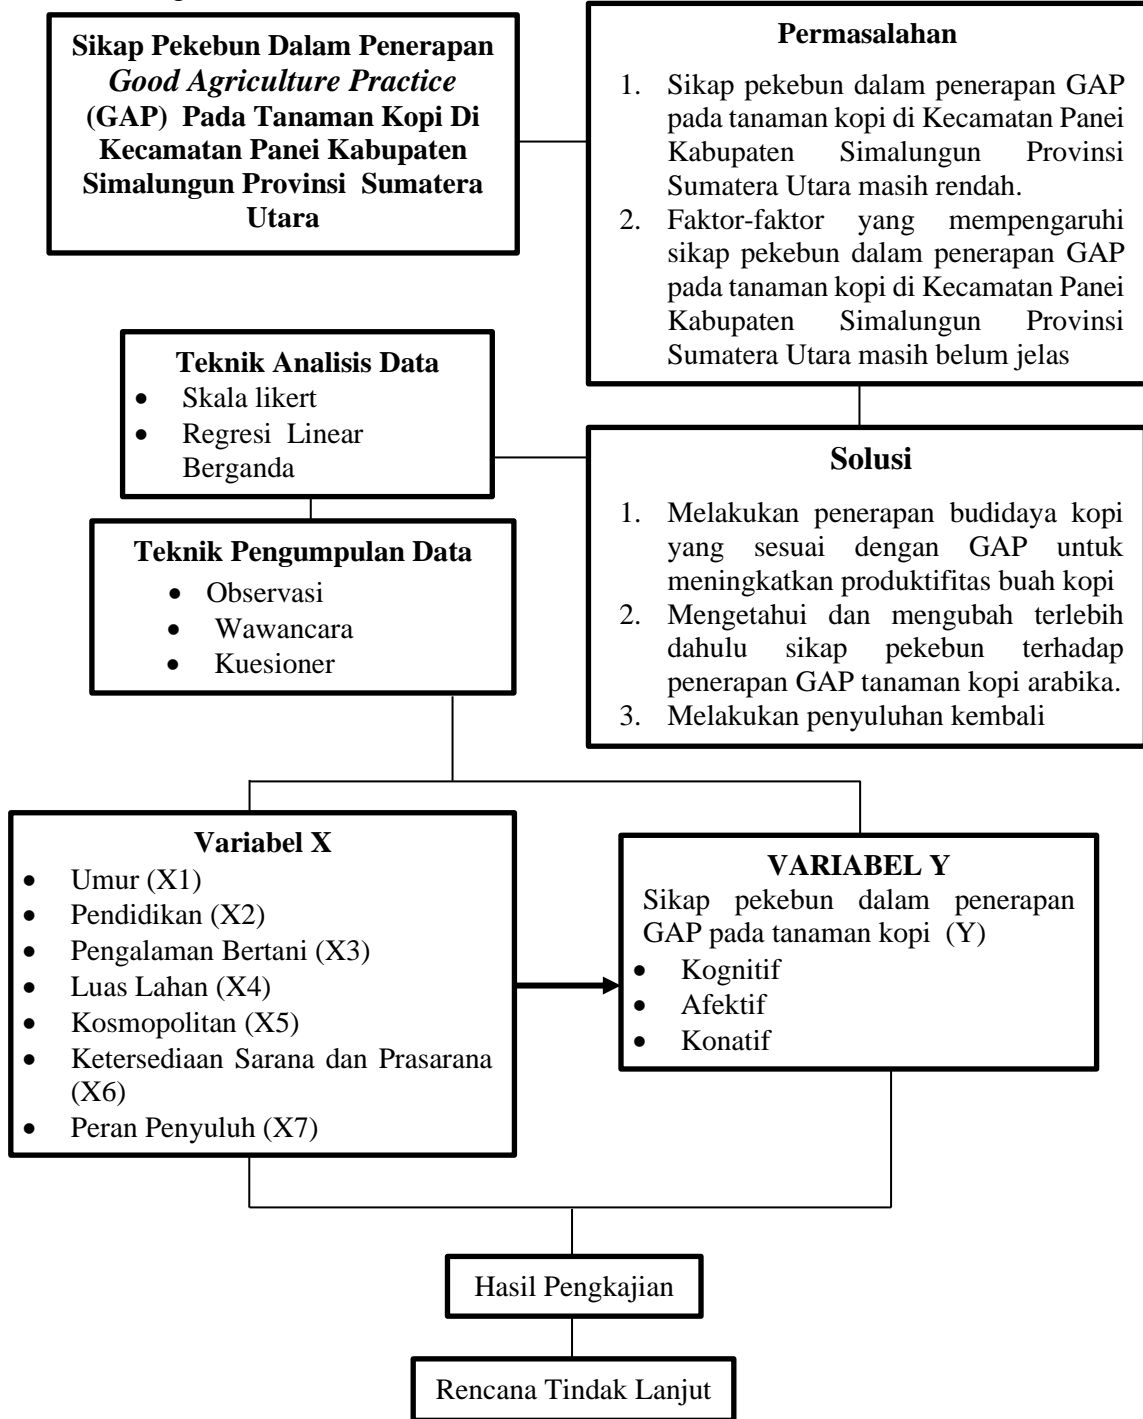 Sikap Pekebun Dalam Penerapan
Good Agriculture Practice
(GAP) Pada Tanaman Kopi Di
Kecamatan Panei Kabupaten
Simalungun Provinsi Sumatera
Utara
Permasalahan
1. Sikap pekebun dalam penerapan GAP
pada tanaman kopi di Kecamatan Panei
Kabupaten Simalungun Provinsi
Sumatera Utara masih rendah.
2. Faktor-faktor yang mempengaruhi
sikap pekebun dalam penerapan GAP
pada tanaman kopi di Kecamatan Panei
Kabupaten Simalungun Provinsi
Sumatera Utara masih belum jelas
Teknik Analisis Data
• Skala likert
• Regresi Linear
Berganda
Solusi
1. Melakukan penerapan budidaya kopi
yang sesuai dengan GAP untuk
meningkatkan produktifitas buah kopi
2. Mengetahui dan mengubah terlebih
dahulu sikap pekebun terhadap
penerapan GAP tanaman kopi arabika.
3. Melakukan penyuluhan kembali
Teknik Pengumpulan Data
• Observasi
• Wawancara
• Kuesioner
Variabel X
• Umur (X1)
• Pendidikan (X2)
• Pengalaman Bertani (X3)
• Luas Lahan (X4)
• Kosmopolitan (X5)
• Ketersediaan Sarana dan Prasarana
(X6)
• Peran Penyuluh (X7)
VARIABEL Y
Sikap pekebun dalam penerapan
GAP pada tanaman kopi (Y)
• Kognitif
• Afektif
• Konatif
Hasil Pengkajian
Rencana Tindak Lanjut